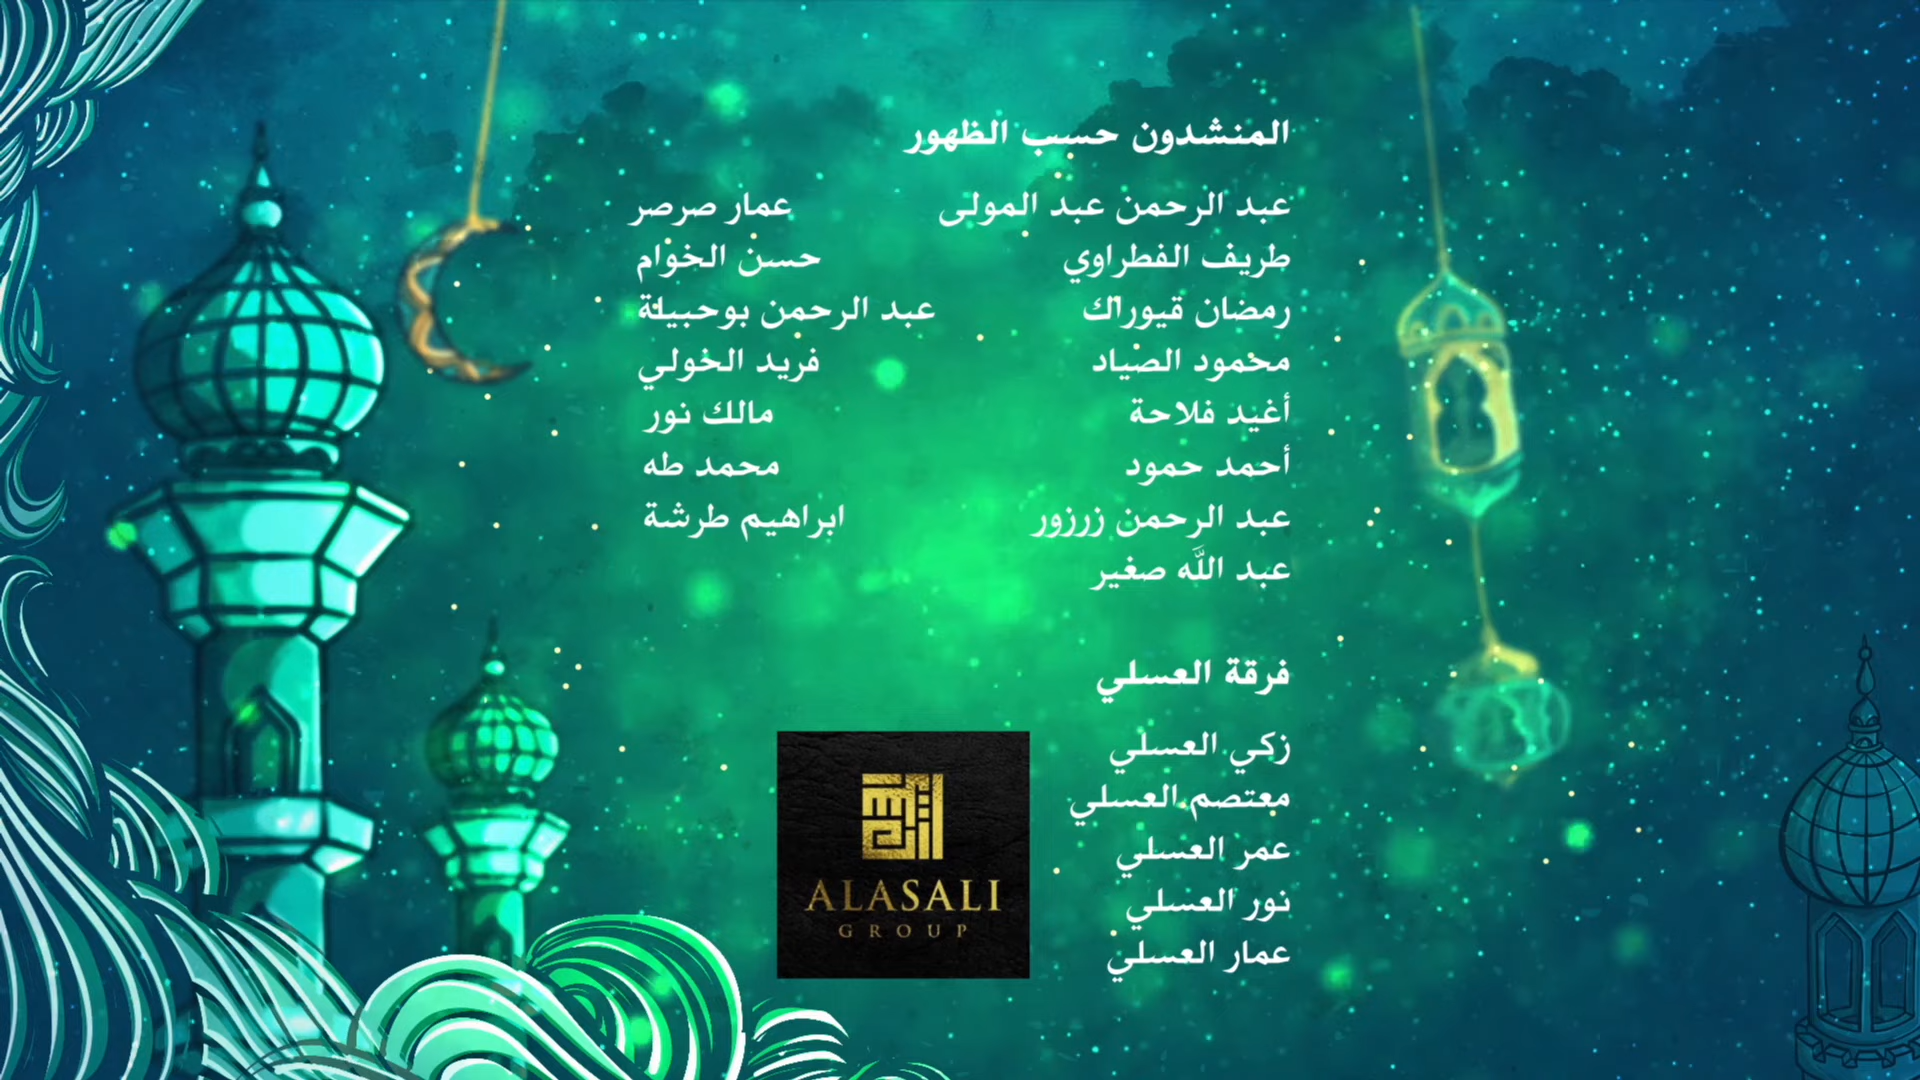 المنشدون حسب الظهور
عبد الرحمن عبد المولى
طريف الفطراوي
رمضان قيوراك
محمود الصياد
أغيد فلاحة
أحمد حمود
عبد الرحمن زرزور
عبد اللَّه صغير
عمار صرصر
حسن الخوام
عبد الرحمن بوحبيلة
فريد الخولي
مالك نور
محمد طه
ابراهيم طرشة
فرقة العسلي
زكي العسلي
معتصم العسلي
عمر العسلي
نور العسلي
عمار العسلي
ALASALI
GROUP